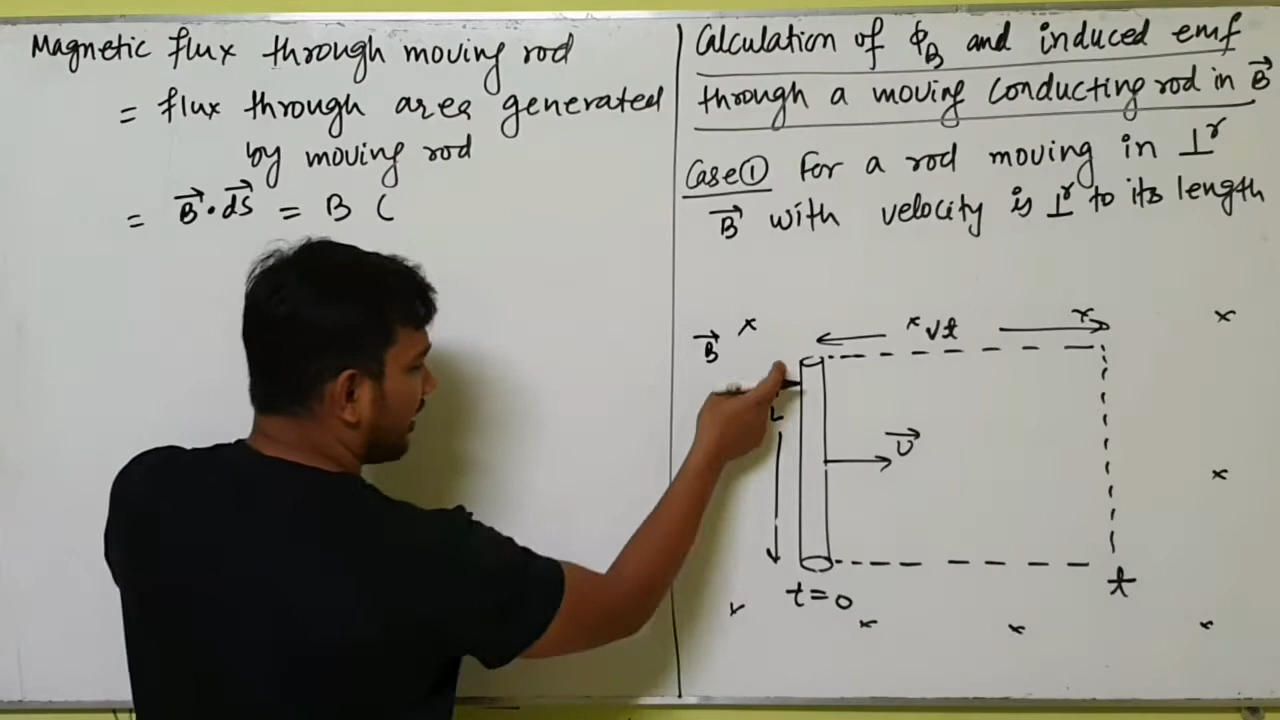 Magnetic flux through moving rod
= flux through area generated
by moving rod
= B⃗ · ds⃗ = B (
Calculation of ɸ_B and induced emf
through a moving conducting rod in B⃗
Case① For a rod moving in ⊥ʳ
B⃗ with velocity is ⊥ʳ to its length
x x x x
B⃗ vt
L
v⃗
x
t=0 t
x x x x